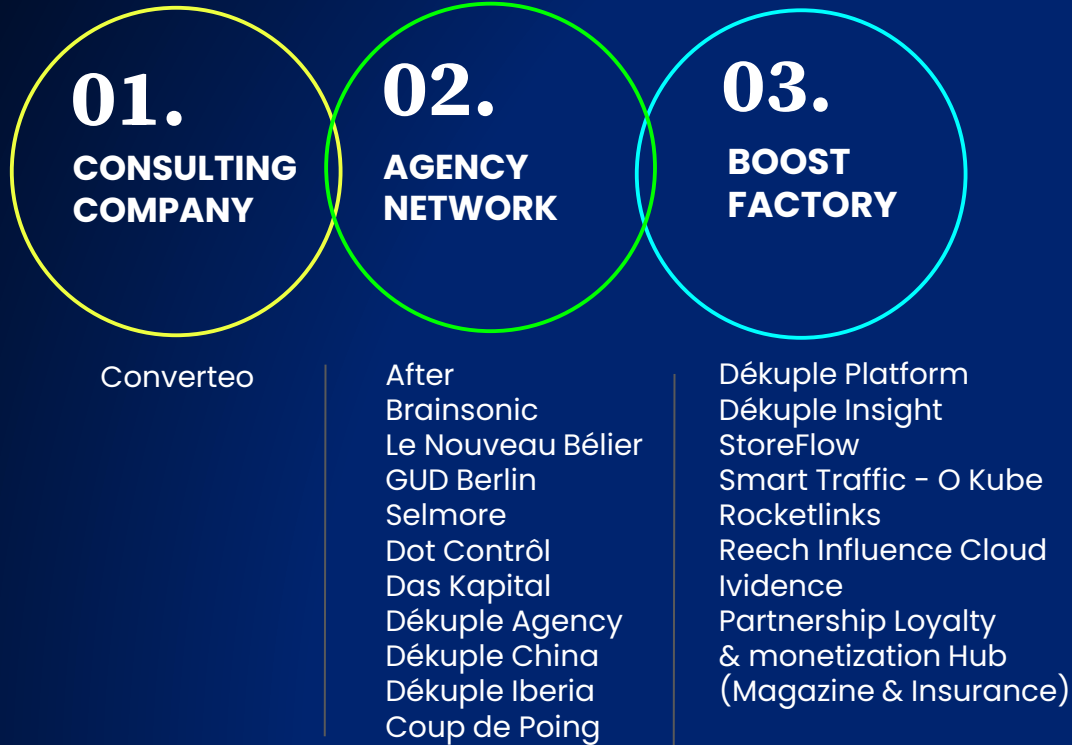 01.
CONSULTING
COMPANY
Converteo
02.
AGENCY
NETWORK
After
Brainsonic
Le Nouveau Bélier
GUD Berlin
Selmore
Dot Contrôl
Das Kapital
Dékuple Agency
Dékuple China
Dékuple Iberia
Coup de Poing
03.
BOOST
FACTORY
Dékuple Platform
Dékuple Insight
StoreFlow
Smart Traffic - O Kube
Rocketlinks
Reech Influence Cloud
Ividence
Partnership Loyalty
& monetization Hub
(Magazine & Insurance)